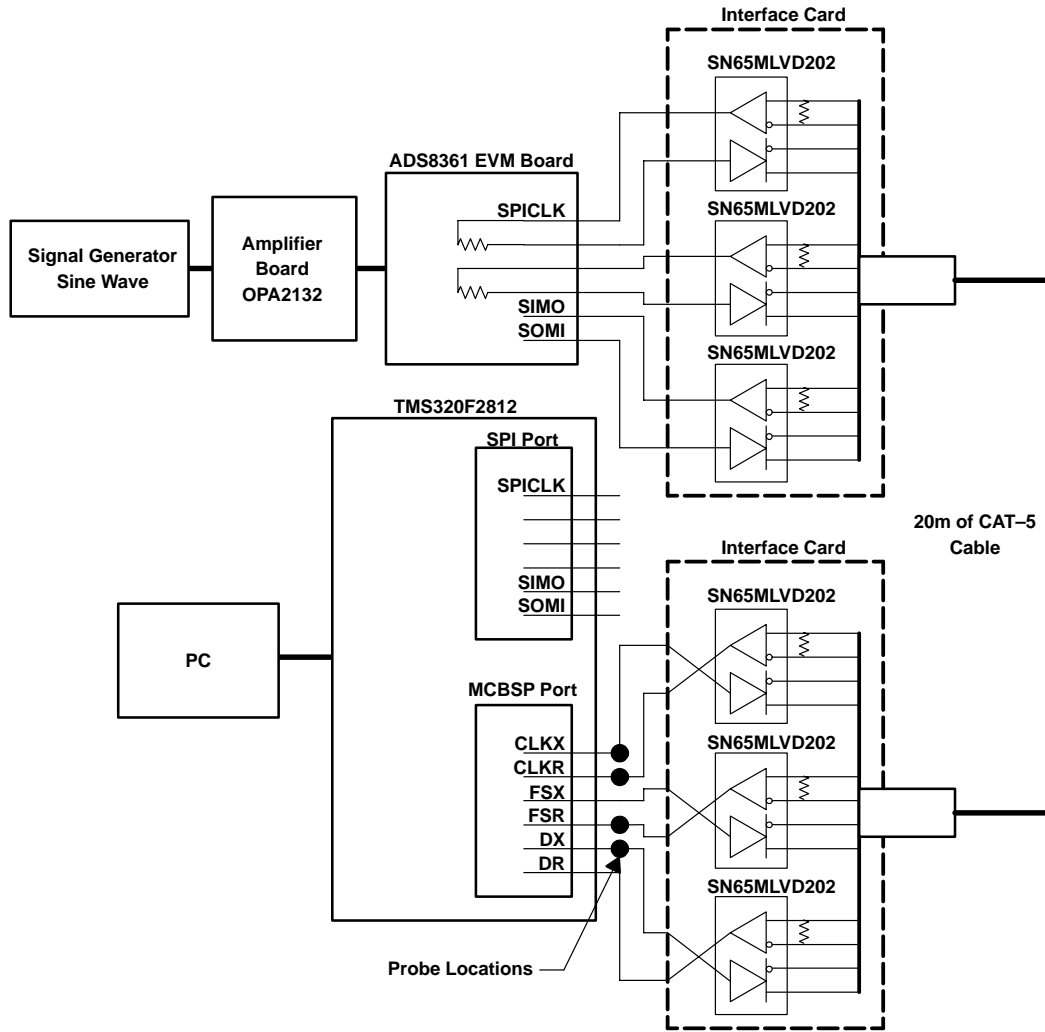 Interface Card
SN65MLVD202
ADS8361 EVM Board
SPICLK
SN65MLVD202
Signal Generator
Sine Wave
Amplifier
Board
OPA2132
SIMO
SOMI
SN65MLVD202
TMS320F2812
SPI Port
SPICLK
SIMO
SOMI
20m of CAT–5
Cable
Interface Card
SN65MLVD202
PC
MCBSP Port
CLKX
CLKR
FSX
FSR
DX
DR
SN65MLVD202
SN65MLVD202
Probe Locations